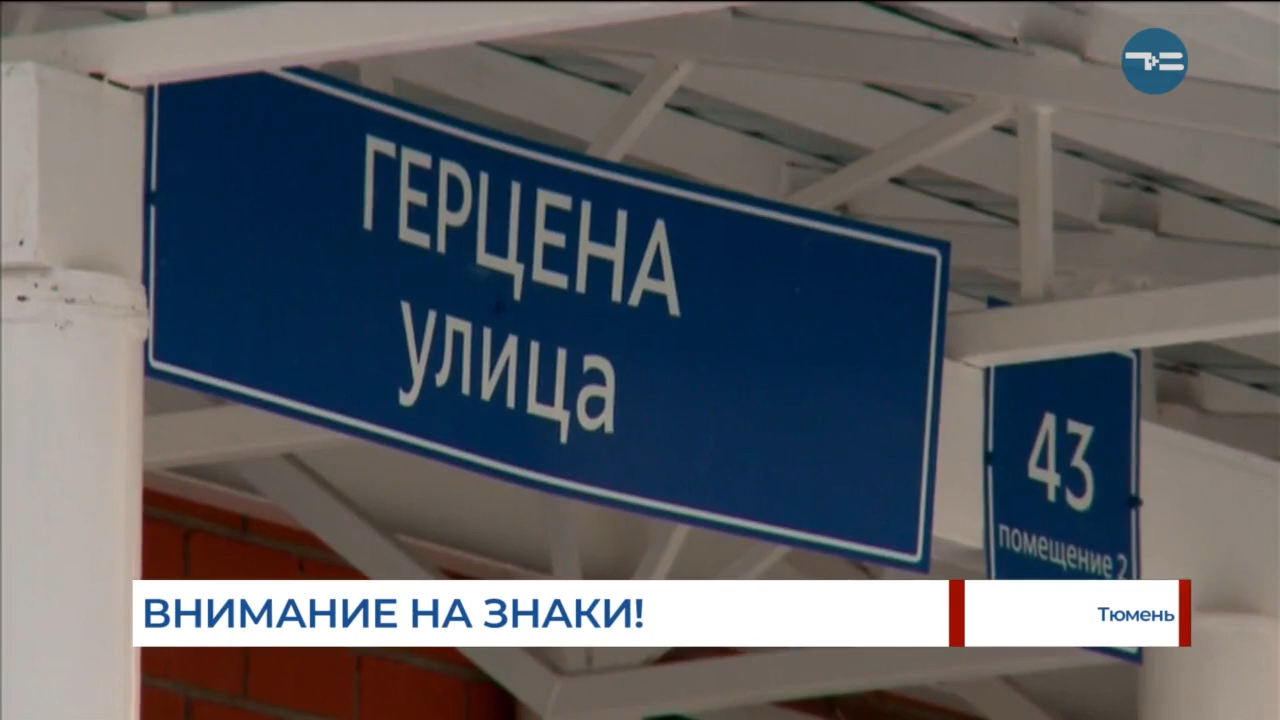 ГЕРЦЕНА
улица
43
помещение 2
ВНИМАНИЕ НА ЗНАКИ!
Тюмень